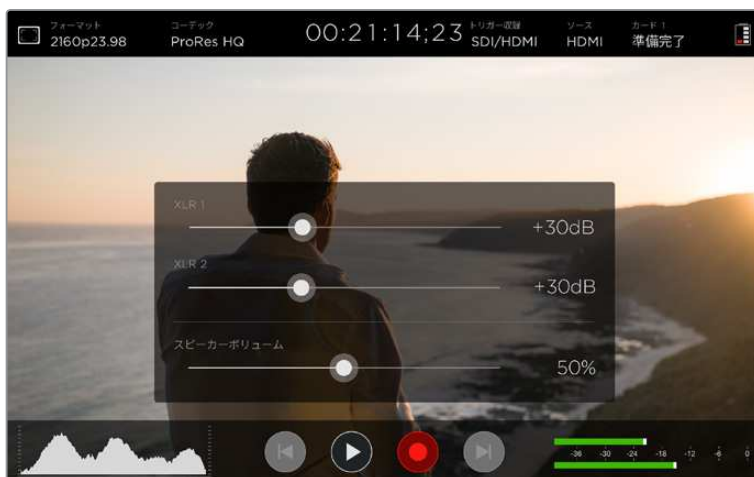 フォーマット
2160p23.98
コーデック
ProRes HQ
00:21:14;23
トリガー収録
SDI/HDMI
ソース
HDMI
カード 1
準備完了
XLR 1
+30dB
XLR 2
+30dB
スピーカーボリューム
50%
-36 -30 -24 -18 -12 -6 0